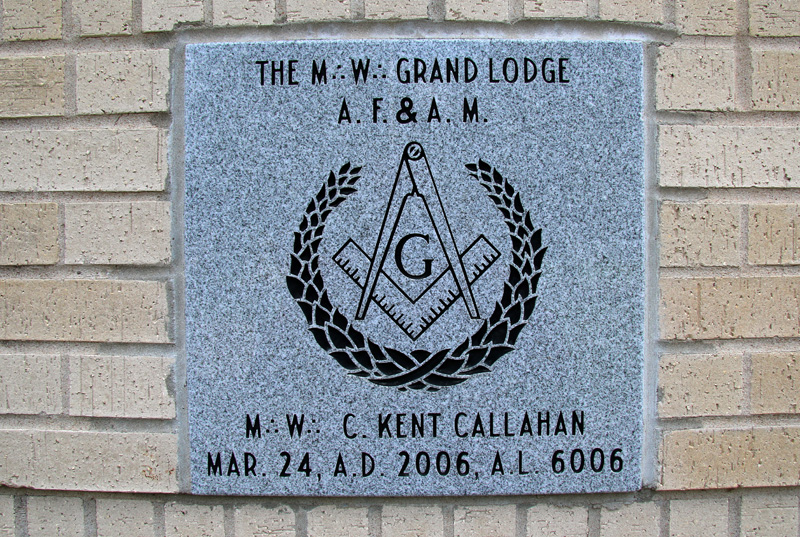 THE M∴W∴ GRAND LODGE
A. F. & A. M.
G
M∴W∴ C. KENT CALLAHAN
MAR. 24, A.D. 2006, A.L. 6006